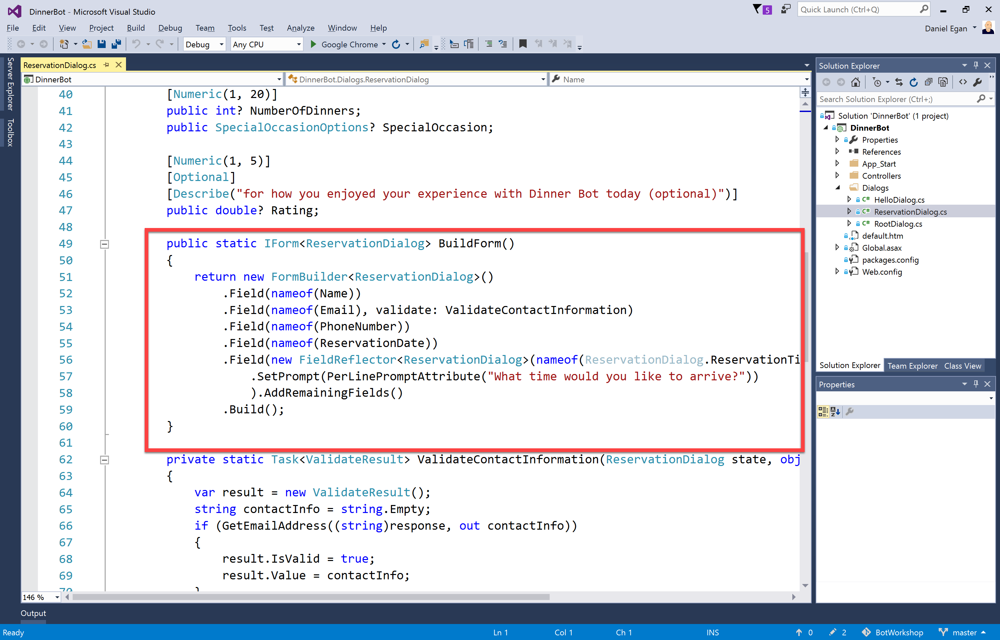 DinnerBot - Microsoft Visual Studio
5
Quick Launch (Ctrl+Q)
File Edit View Project Build Debug Team Tools Test Analyze Window Help
Daniel Egan
Debug Any CPU Google Chrome
Server Explorer
Toolbox
ReservationDialog.cs
DinnerBot DinnerBot.Dialogs.ReservationDialog Name
40 [Numeric(1, 20)]
41 public int? NumberOfDinners;
42 public SpecialOccasionOptions? SpecialOccasion;
43
44 [Numeric(1, 5)]
45 [Optional]
46 [Describe("for how you enjoyed your experience with Dinner Bot today (optional)")]
47 public double? Rating;
48
49 public static IForm<ReservationDialog> BuildForm()
50 {
51 return new FormBuilder<ReservationDialog>()
52 .Field(nameof(Name))
53 .Field(nameof(Email), validate: ValidateContactInformation)
54 .Field(nameof(PhoneNumber))
55 .Field(nameof(ReservationDate))
56 .Field(new FieldReflector<ReservationDialog>(nameof(ReservationDialog.ReservationTi
57 .SetPrompt(PerLinePromptAttribute("What time would you like to arrive?"))
58 ).AddRemainingFields()
59 .Build();
60 }
61
62 private static Task<ValidateResult> ValidateContactInformation(ReservationDialog state, obj
63 {
64 var result = new ValidateResult();
65 string contactInfo = string.Empty;
66 if (GetEmailAddress((string)response, out contactInfo))
67 {
68 result.IsValid = true;
69 result.Value = contactInfo;
70 }
146 %
Solution Explorer
Search Solution Explorer (Ctrl+;)
Solution 'DinnerBot' (1 project)
DinnerBot
Properties
References
App_Start
Controllers
Dialogs
C# HelloDialog.cs
C# ReservationDialog.cs
C# RootDialog.cs
default.htm
Global.asax
packages.config
Web.config
Solution Explorer Team Explorer Class View
Properties
Output
Ready Ln 1 Col 1 Ch 1 INS 0 2 BotWorkshop master